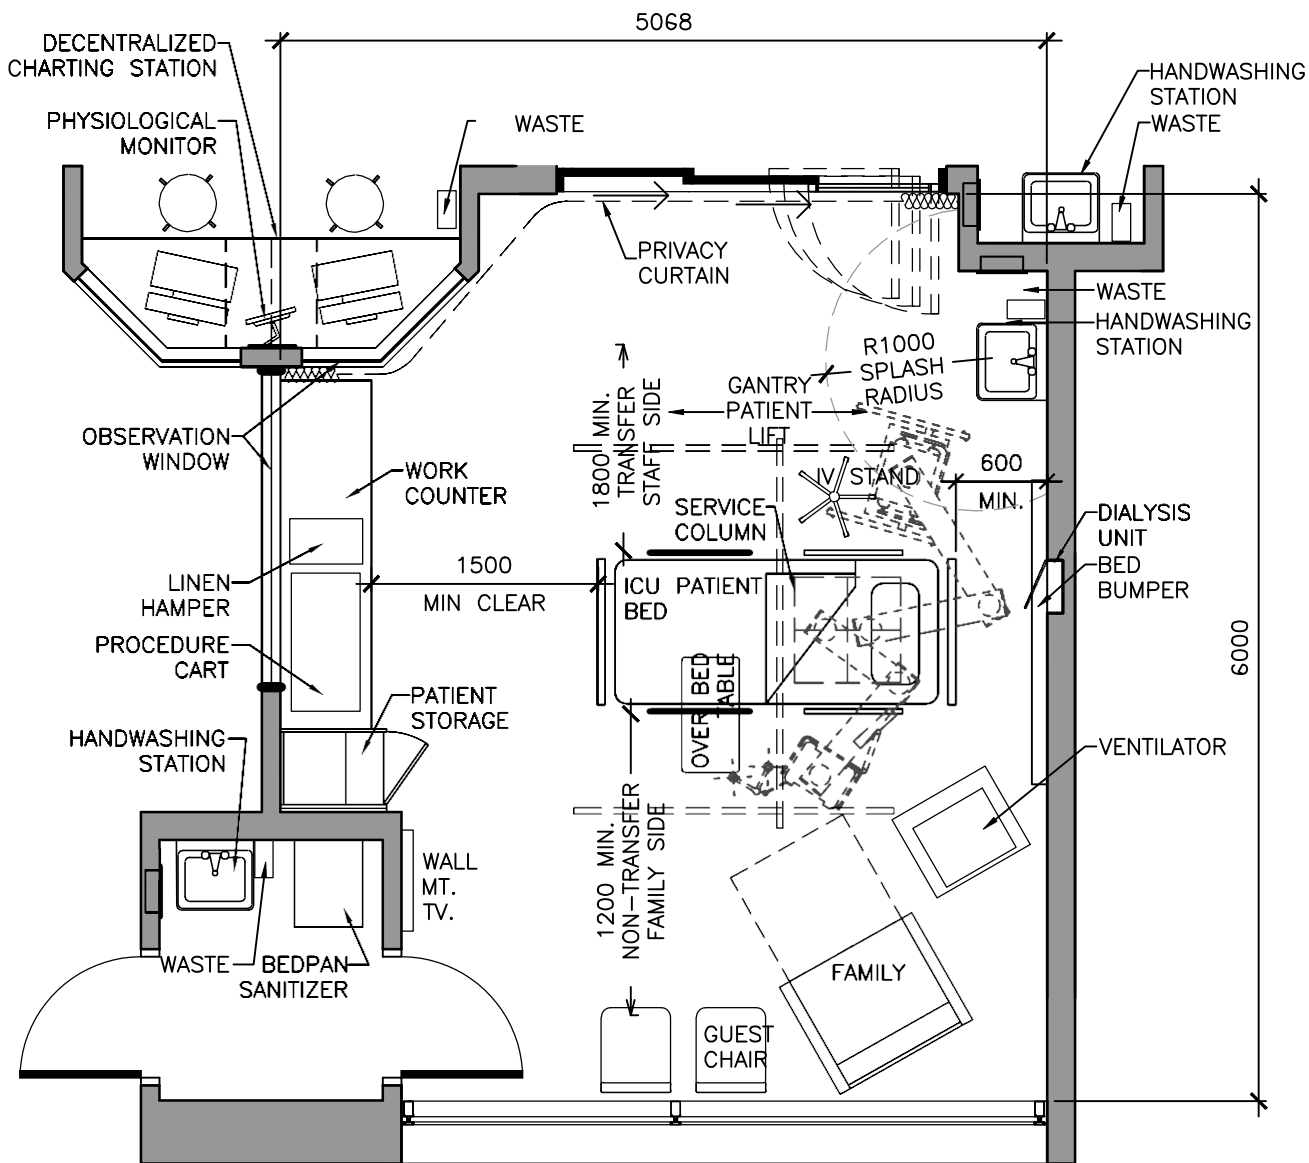 5068
DECENTRALIZED
CHARTING STATION
HANDWASHING
STATION
WASTE
PHYSIOLOGICAL
MONITOR
WASTE
PRIVACY
CURTAIN
WASTE
HANDWASHING
STATION
R1000
SPLASH
RADIUS
GANTRY
PATIENT
LIFT
1800 MIN.
TRANSFER
STAFF SIDE
OBSERVATION
WINDOW
WORK
COUNTER
IV STAND
600
MIN.
SERVICE
COLUMN
DIALYSIS
UNIT
BED
BUMPER
LINEN
HAMPER
1500
MIN CLEAR
ICU PATIENT
BED
6000
PROCEDURE
CART
OVER BED
TABLE
PATIENT
STORAGE
HANDWASHING
STATION
VENTILATOR
1200 MIN.
NON-TRANSFER
FAMILY SIDE
WALL
MT.
TV.
WASTE
BEDPAN
SANITIZER
FAMILY
GUEST
CHAIR